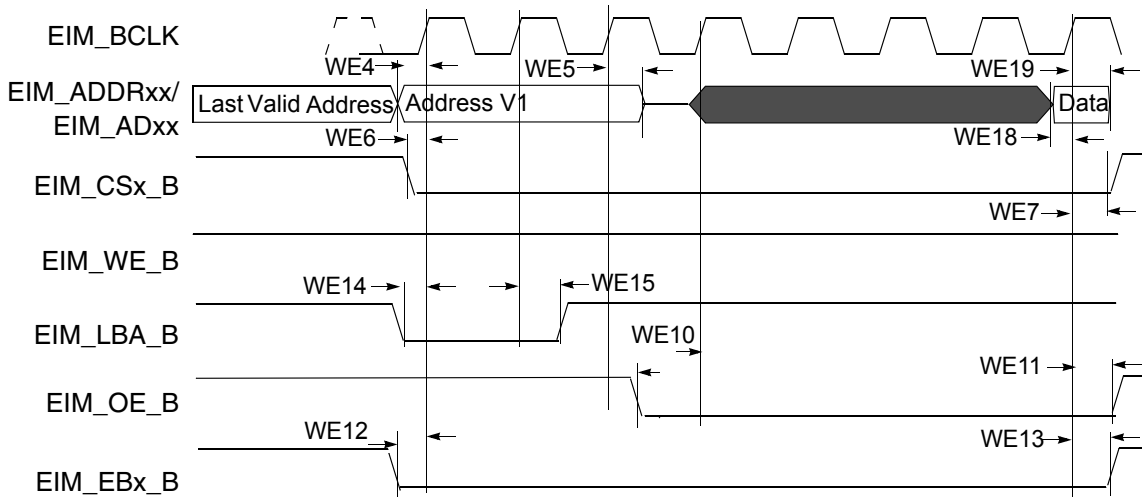 EIM_BCLK
WE4
WE5
WE19
EIM_ADDRxx/
EIM_ADxx
Last Valid Address
Address V1
Data
WE6
WE18
EIM_CSx_B
WE7
EIM_WE_B
WE14
WE15
EIM_LBA_B
WE10
WE11
EIM_OE_B
WE12
WE13
EIM_EBx_B